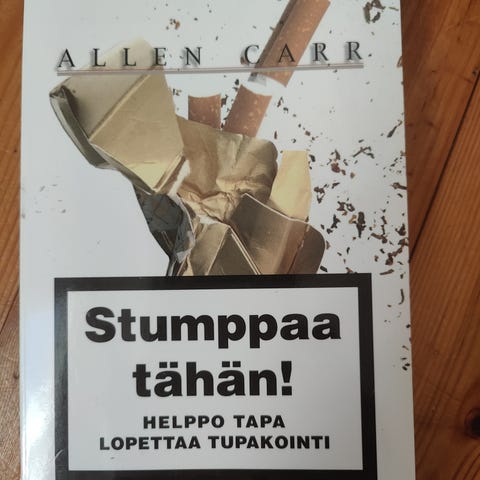 ALLEN CARR
Stumppaa
tähän!
HELPPO TAPA
LOPETTAA TUPAKOINTI